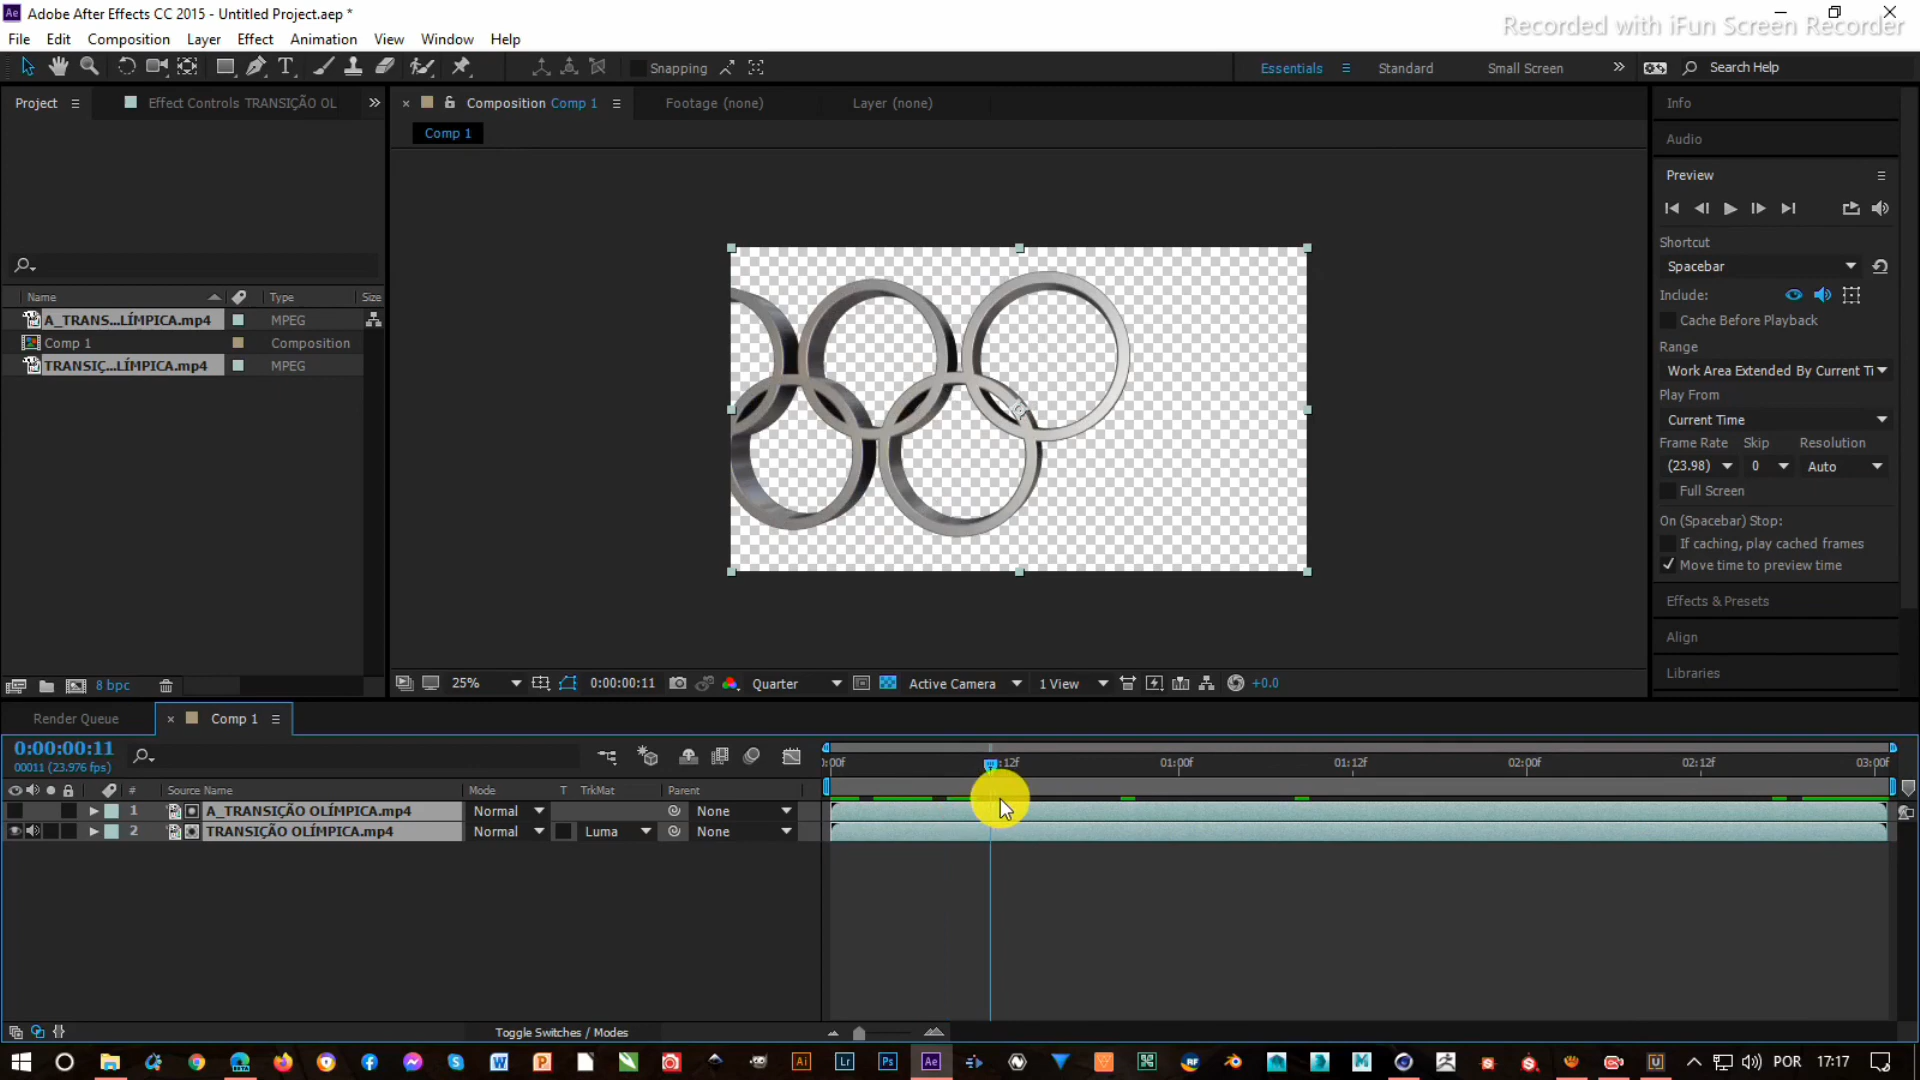 Adobe After Effects CC 2015 - Untitled Project.aep *
Recorded with iFun Screen Recorder
File Edit Composition Layer Effect Animation View Window Help
Snapping
Essentials Standard Small Screen Search Help
Project Effect Controls TRANSIÇÃO OL
Composition Comp 1 Footage (none) Layer (none)
Comp 1
Name Type Size
A_TRANS...LÍMPICA.mp4 MPEG
Comp 1 Composition
TRANSIÇ...LÍMPICA.mp4 MPEG
Info
Audio
Preview
Shortcut
Spacebar
Include:
Cache Before Playback
Range
Work Area Extended By Current Ti
Play From
Current Time
Frame Rate Skip Resolution
(23.98) 0 Auto
Full Screen
On (Spacebar) Stop:
If caching, play cached frames
Move time to preview time
Effects & Presets
Align
Libraries
8 bpc
25% 0:00:00:11 Quarter Active Camera 1 View +0.0
Render Queue Comp 1
0:00:00:11
00011 (23.976 fps)
:00f 12f 01:00f 01:12f 02:00f 02:12f 03:00f
# Source Name Mode T TrkMat Parent
1 A_TRANSIÇÃO OLÍMPICA.mp4 Normal None
2 TRANSIÇÃO OLÍMPICA.mp4 Normal Luma None
Toggle Switches / Modes
Ai Lr Ps Ae POR 17:17